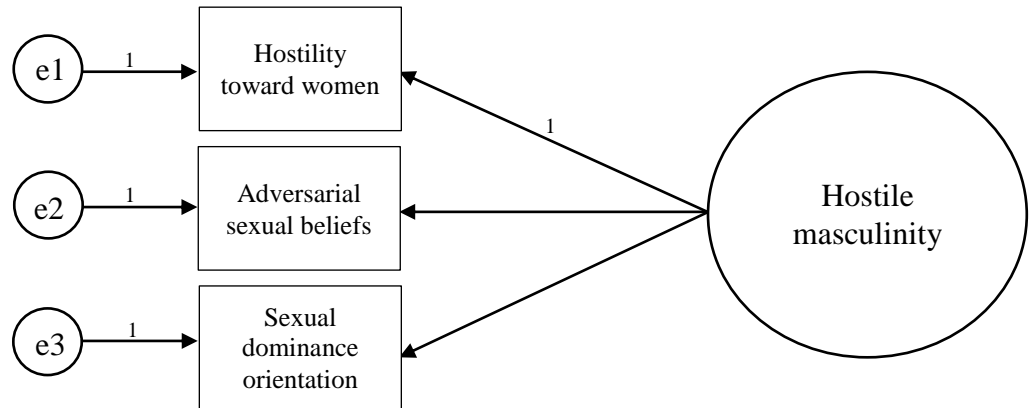 e1
1
Hostility
toward women
1
e2
1
Adversarial
sexual beliefs
Hostile
masculinity
e3
1
Sexual
dominance
orientation